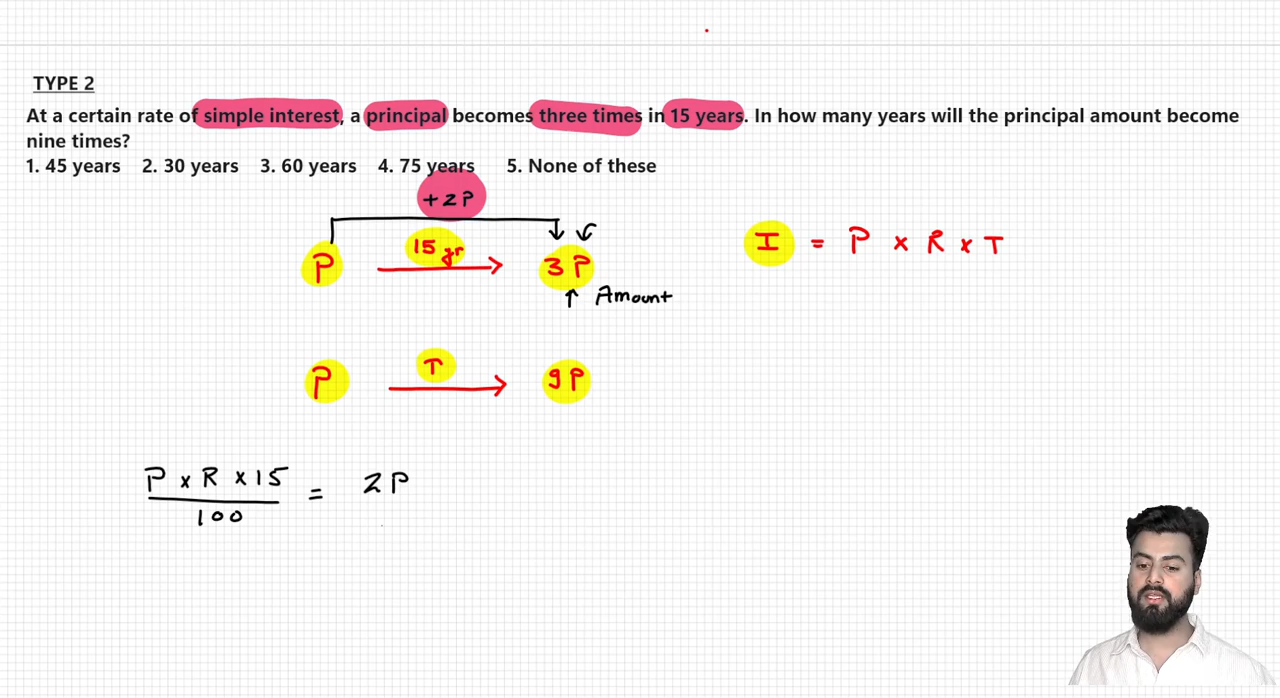 TYPE 2
At a certain rate of simple interest, a principal becomes three times in 15 years. In how many years will the principal amount become
nine times?
1. 45 years 2. 30 years 3. 60 years 4. 75 years 5. None of these
+2P
P 15 yr 3P
I = P × R × T
↑ Amount
P T 9P
P × R × 15
100
= 2P